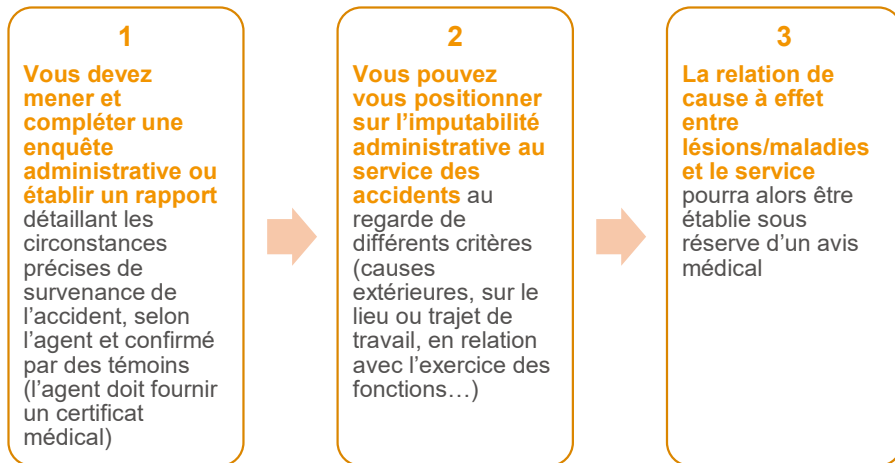 1
Vous devez
mener et
compléter une
enquête
administrative ou
établir un rapport
détaillant les
circonstances
précises de
survenance de
l’accident, selon
l’agent et confirmé
par des témoins
(l’agent doit fournir
un certificat
médical)
2
Vous pouvez
vous positionner
sur l’imputabilité
administrative au
service des
accidents au
regarde de
différents critères
(causes
extérieures, sur le
lieu ou trajet de
travail, en relation
avec l’exercice des
fonctions…)
3
La relation de
cause à effet
entre
lésions/maladies
et le service
pourra alors être
établie sous
réserve d’un avis
médical